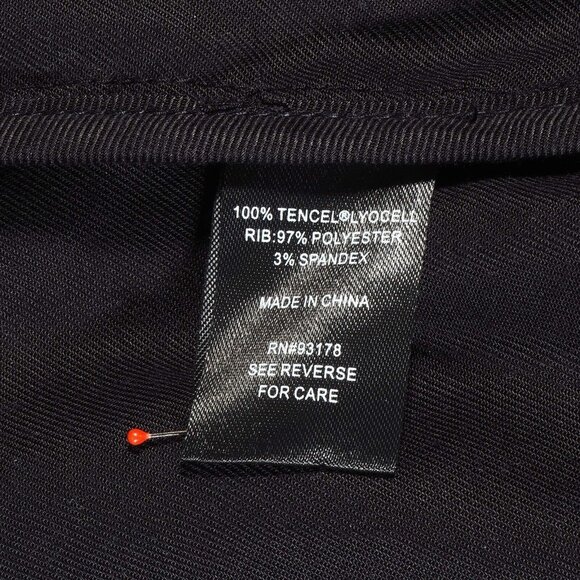 100% TENCEL®LYOCELL
RIB:97% POLYESTER
3% SPANDEX
MADE IN CHINA
RN#93178
SEE REVERSE
FOR CARE